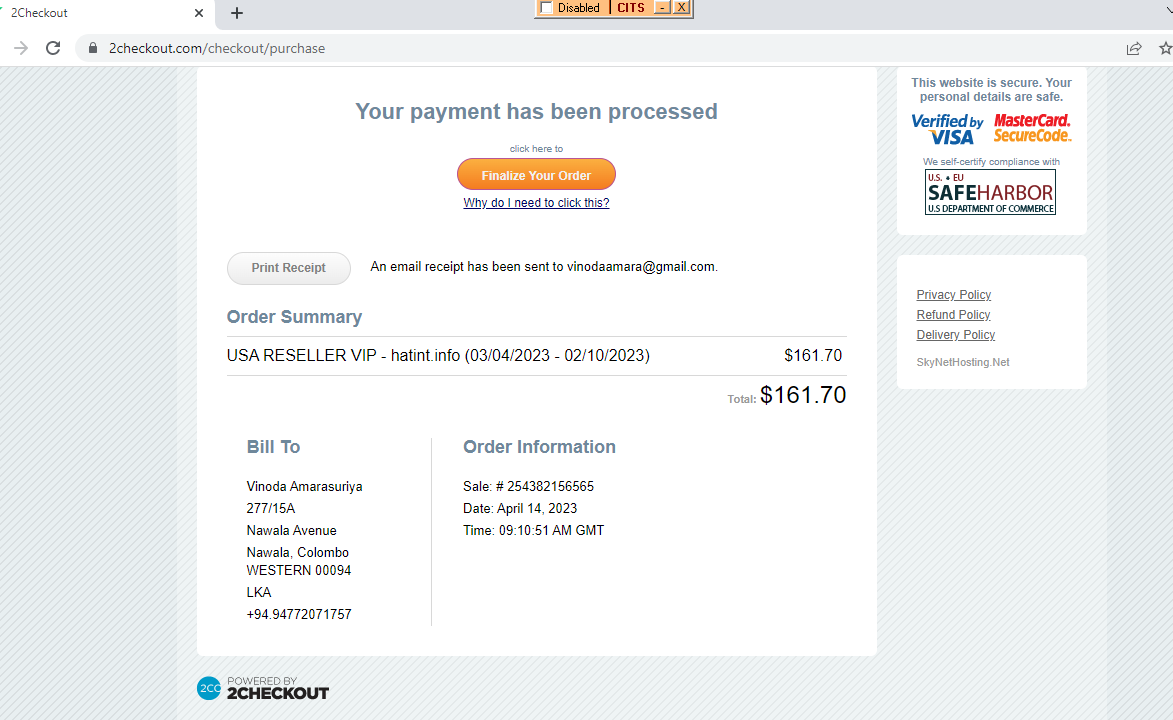 2Checkout
Disabled CITS - X
2checkout.com/checkout/purchase
Your payment has been processed
click here to
Finalize Your Order
Why do I need to click this?
Print Receipt
An email receipt has been sent to vinodaamara@gmail.com.
Order Summary
USA RESELLER VIP - hatint.info (03/04/2023 - 02/10/2023) $161.70
Total: $161.70
Bill To
Vinoda Amarasuriya
277/15A
Nawala Avenue
Nawala, Colombo
WESTERN 00094
LKA
+94.94772071757
Order Information
Sale: # 254382156565
Date: April 14, 2023
Time: 09:10:51 AM GMT
This website is secure. Your
personal details are safe.
Verified by
VISA
MasterCard.
SecureCode.
We self-certify compliance with
U.S. ♦ EU
SAFEHARBOR
U.S DEPARTMENT OF COMMERCE
Privacy Policy
Refund Policy
Delivery Policy
SkyNetHosting.Net
2CO
POWERED BY
2CHECKOUT